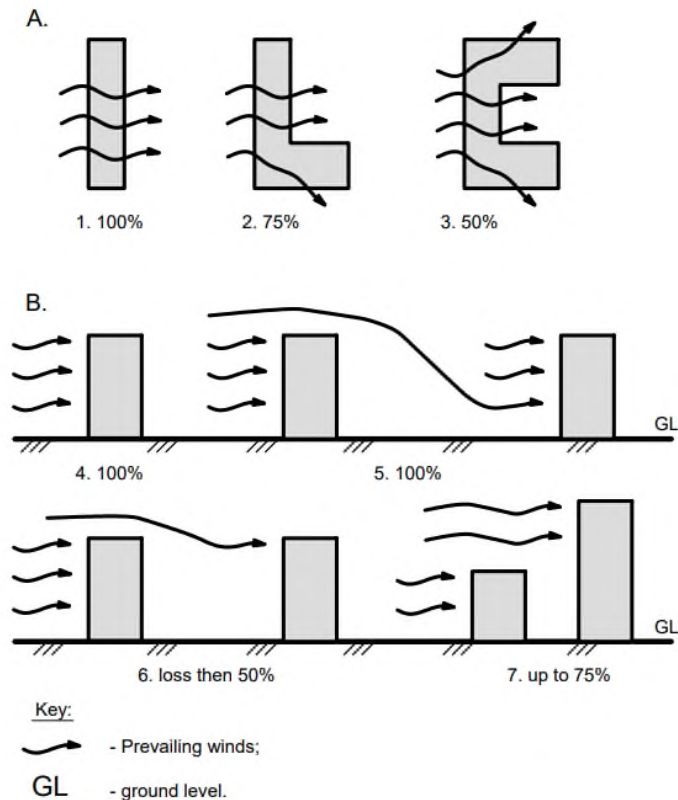 A.
1. 100%
2. 75%
3. 50%
B.
GL
4. 100%
5. 100%
GL
6. loss then 50%
7. up to 75%
Key:
- Prevailing winds;
GL - ground level.